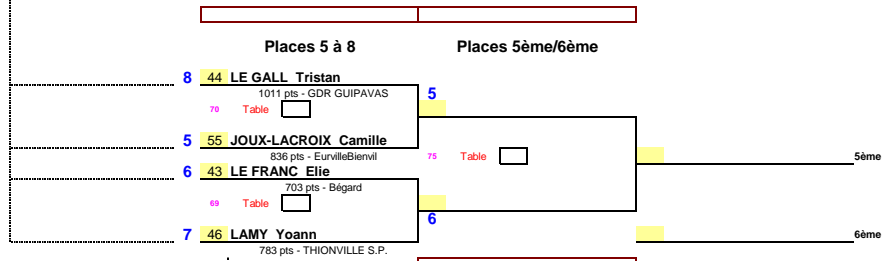 Places 5 à 8 Places 5ème/6ème
8 44 LE GALL Tristan
1011 pts - GDR GUIPAVAS 5
70 Table
5 55 JOUX-LACROIX Camille
836 pts - EurvilleBienvil 75 Table 5ème
6 43 LE FRANC Elie
703 pts - Bégard
69 Table
6
7 46 LAMY Yoann 6ème
783 pts - THIONVILLE S.P.